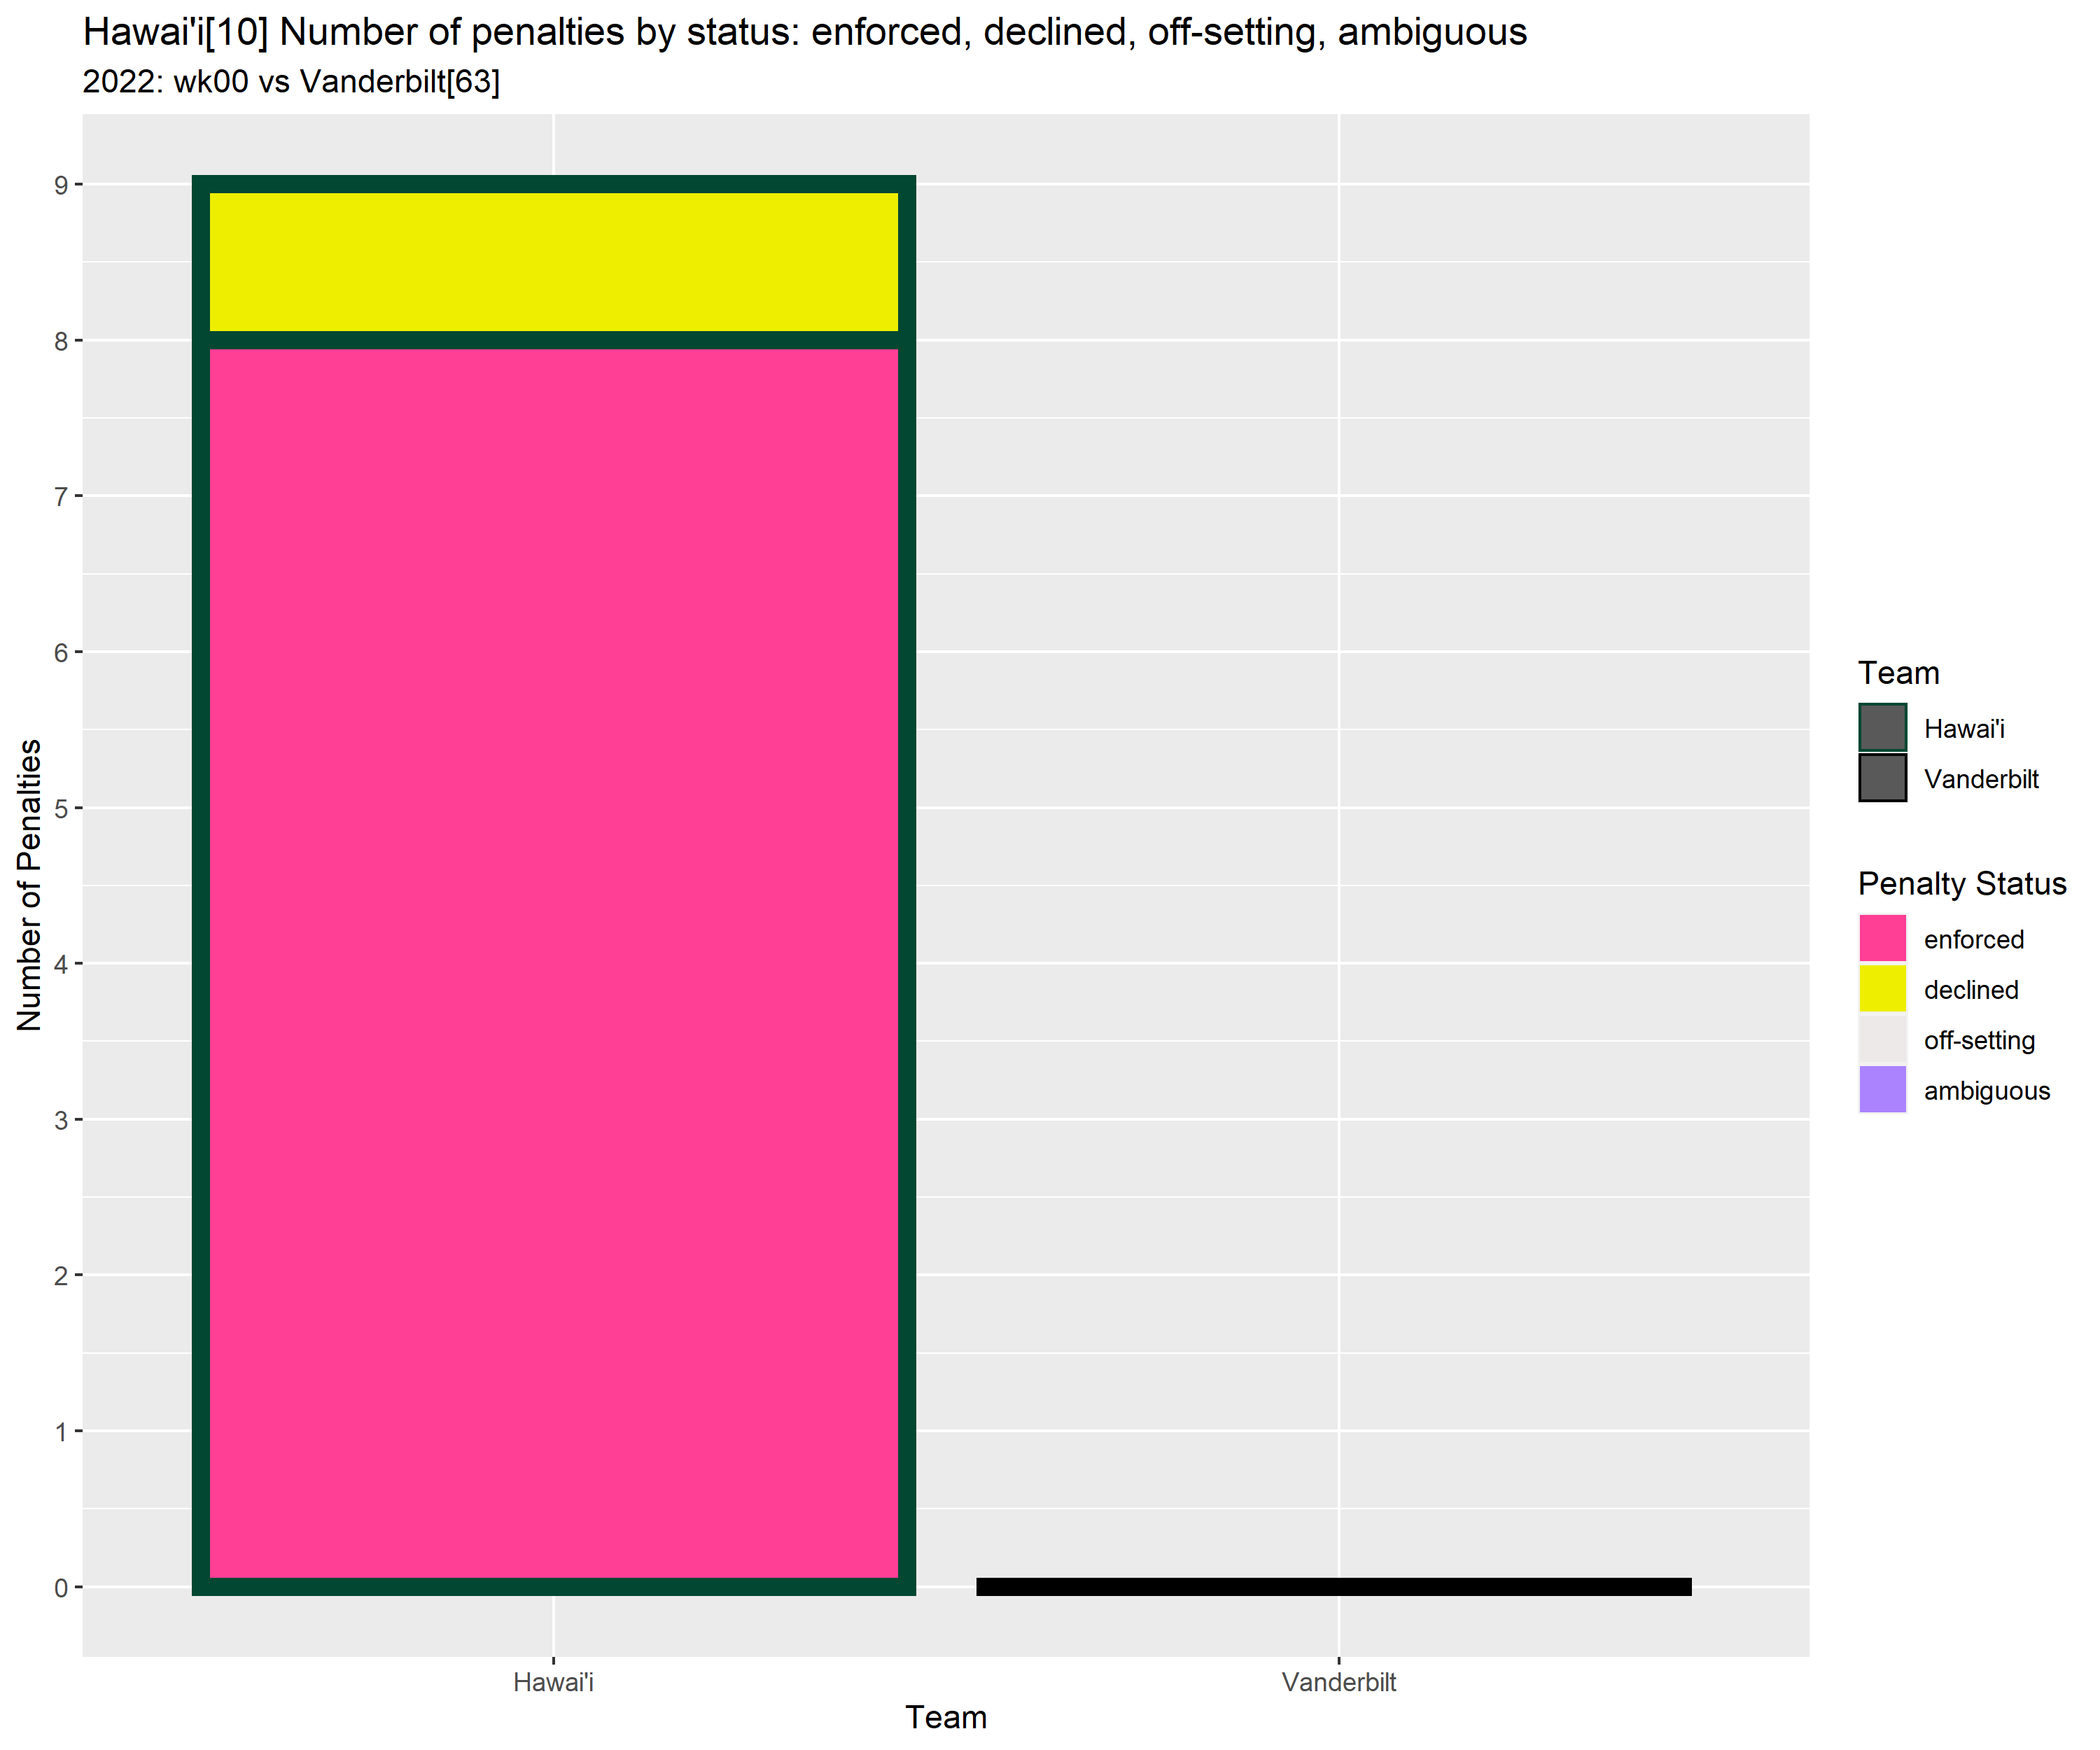 Hawai'i[10] Number of penalties by status: enforced, declined, off-setting, ambiguous
2022: wk00 vs Vanderbilt[63]
Number of Penalties
9
8
7
6
5
4
3
2
1
0
Hawai'i
Vanderbilt
Team
Team
Hawai'i
Vanderbilt
Penalty Status
enforced
declined
off-setting
ambiguous